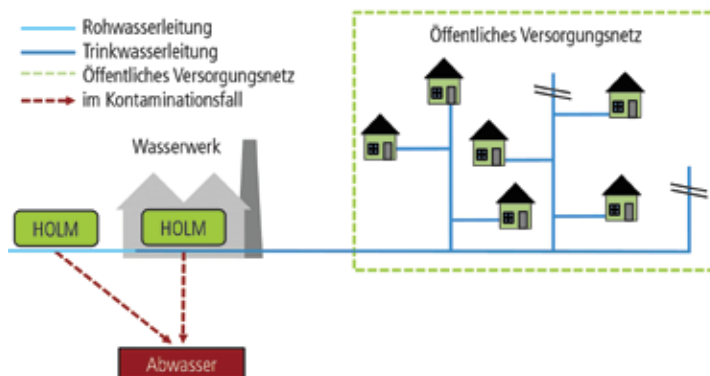 Rohwasserleitung
Trinkwasserleitung
Öffentliches Versorgungsnetz
im Kontaminationsfall
Öffentliches Versorgungsnetz
Wasserwerk
HOLM
HOLM
Abwasser